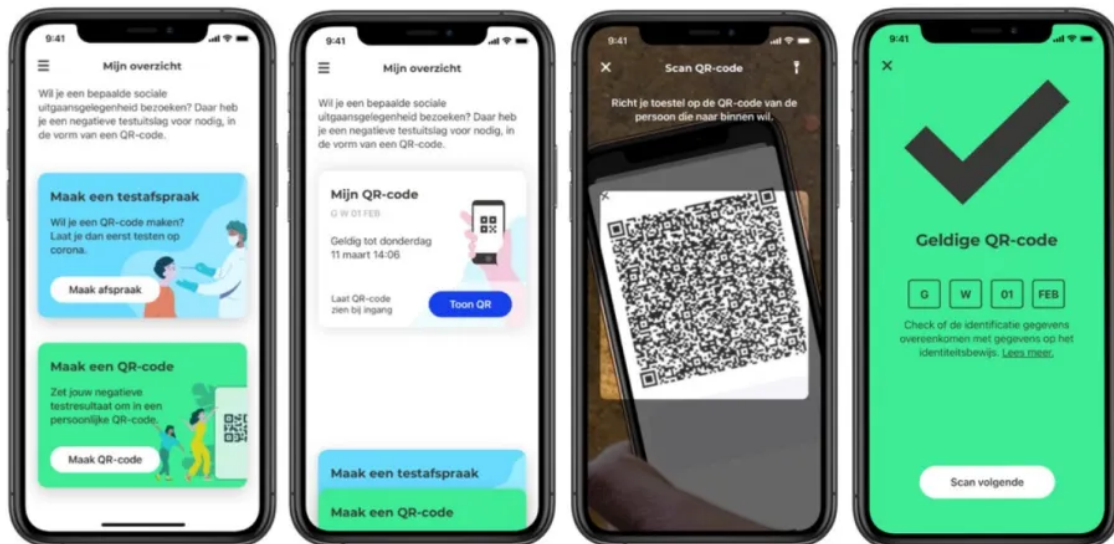 9:41
Mijn overzicht
Wil je een bepaalde sociale
uitgaansgelegenheid bezoeken? Daar heb
je een negatieve testuitslag voor nodig, in
de vorm van een QR-code.
Maak een testafspraak
Wil je een QR-code maken?
Laat je dan eerst testen op
corona.
Maak afspraak
Maak een QR-code
Zet jouw negatieve
testresultaat om in een
persoonlijke QR-code.
Maak QR-code
9:41
Mijn overzicht
Wil je een bepaalde sociale
uitgaansgelegenheid bezoeken? Daar heb
je een negatieve testuitslag voor nodig, in
de vorm van een QR-code.
Mijn QR-code
G W 01 FEB
Geldig tot donderdag
11 maart 14:06
Laat QR-code
zien bij ingang
Toon QR
Maak een testafspraak
Maak een QR-code
9:41
Scan QR-code
Richt je toestel op de QR-code van de
persoon die naar binnen wil.
9:41
Geldige QR-code
G W 01 FEB
Check of de identificatie gegevens
overeenkomen met gegevens op het
identiteitsbewijs. Lees meer.
Scan volgende